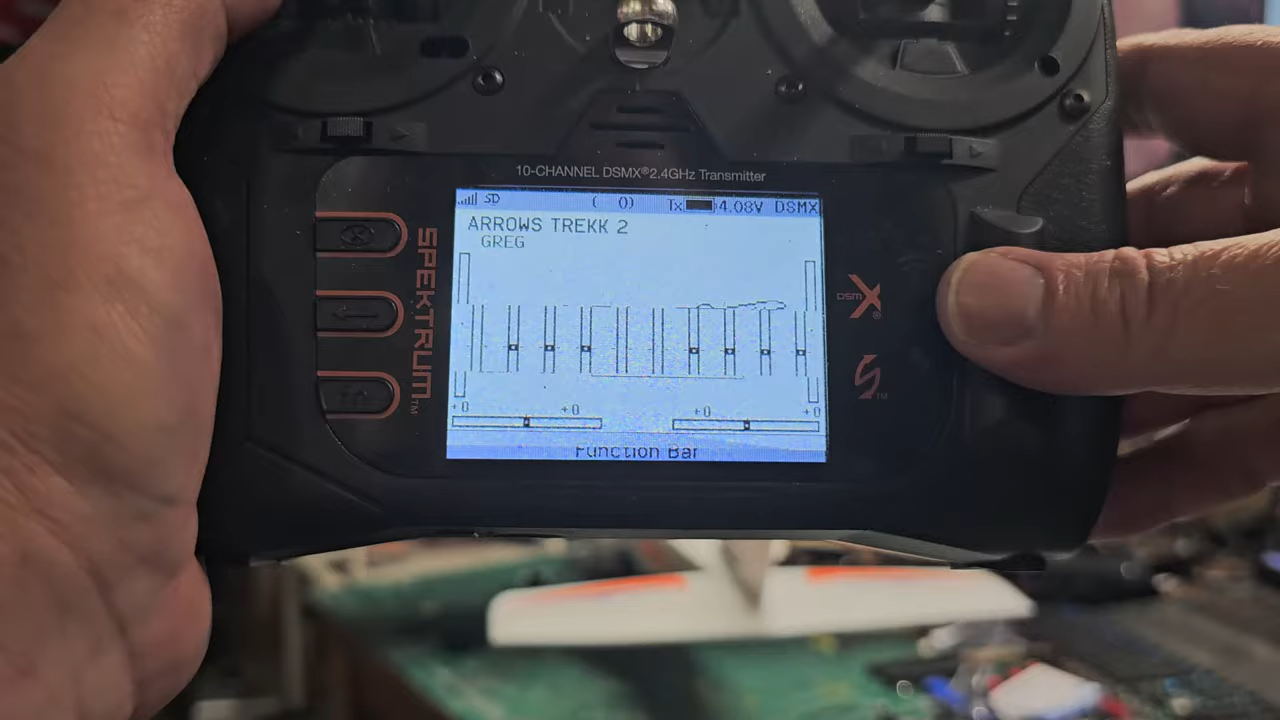 10-CHANNEL DSMX®2.4GHz Transmitter
SD ( 0) Tx 4.08V DSMX
ARROWS TREKK 2
GREG
SPEKTRUM™
DSM X®
+0 +0 +0 +0
Function Bar